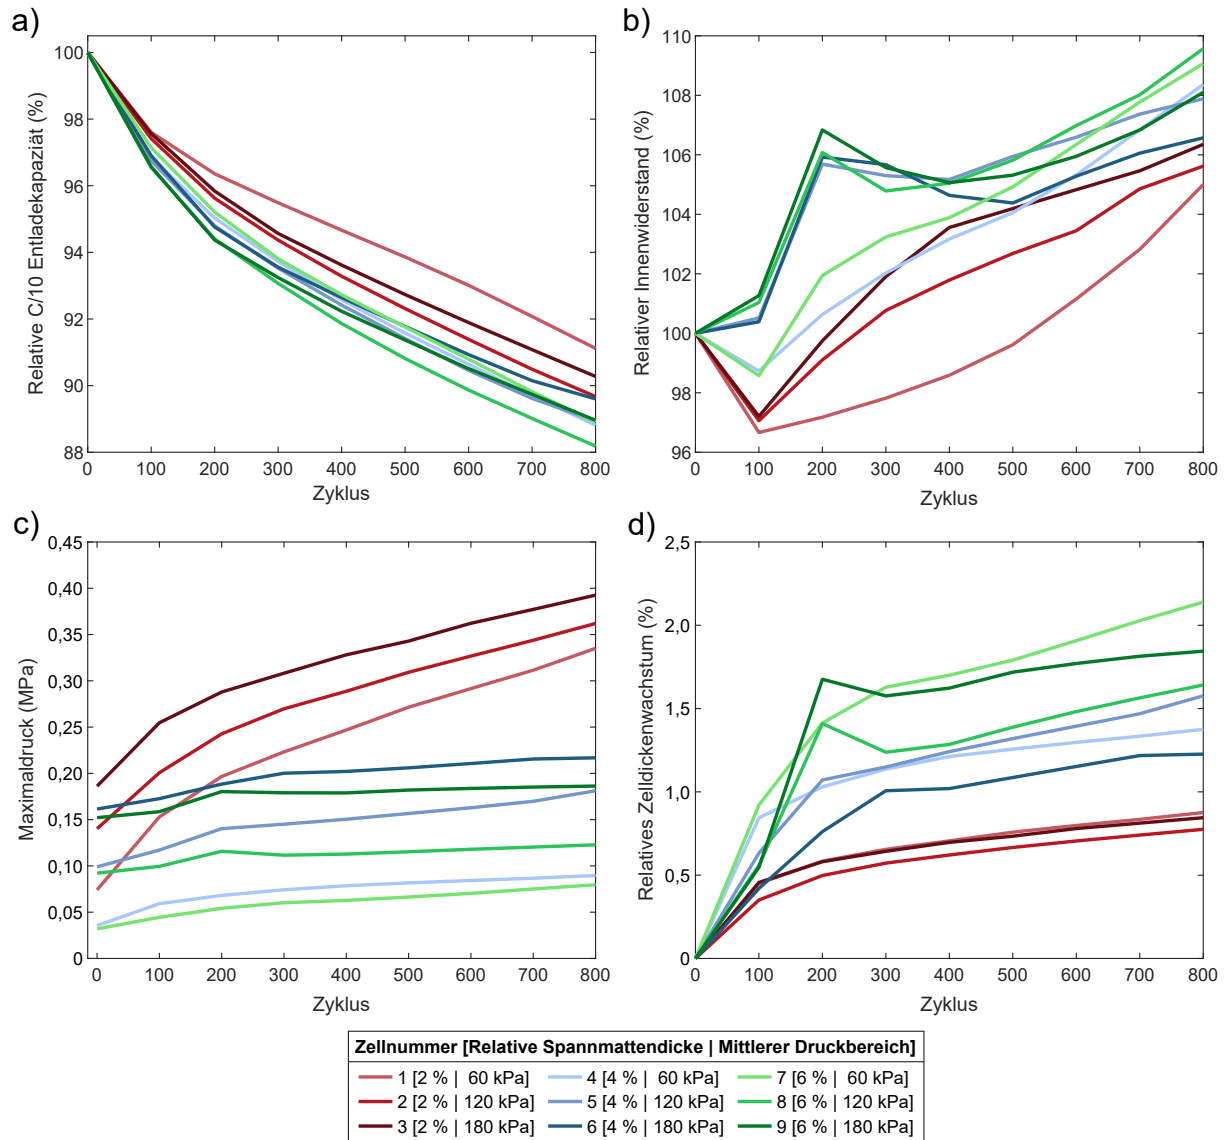 a)
100
98
96
94
92
90
88
Relative C/10 Entladekapaziät (%)
0 100 200 300 400 500 600 700 800
Zyklus
b)
110
108
106
104
102
100
98
96
Relativer Innenwiderstand (%)
0 100 200 300 400 500 600 700 800
Zyklus
c)
0,45
0,40
0,35
0,30
0,25
0,20
0,15
0,10
0,05
0
Maximaldruck (MPa)
0 100 200 300 400 500 600 700 800
Zyklus
d)
2,5
2,0
1,5
1,0
0,5
0
Relatives Zelldickenwachstum (%)
0 100 200 300 400 500 600 700 800
Zyklus
Zellnummer [Relative Spannmattendicke | Mittlerer Druckbereich]
1 [2 % | 60 kPa] 4 [4 % | 60 kPa] 7 [6 % | 60 kPa]
2 [2 % | 120 kPa] 5 [4 % | 120 kPa] 8 [6 % | 120 kPa]
3 [2 % | 180 kPa] 6 [4 % | 180 kPa] 9 [6 % | 180 kPa]